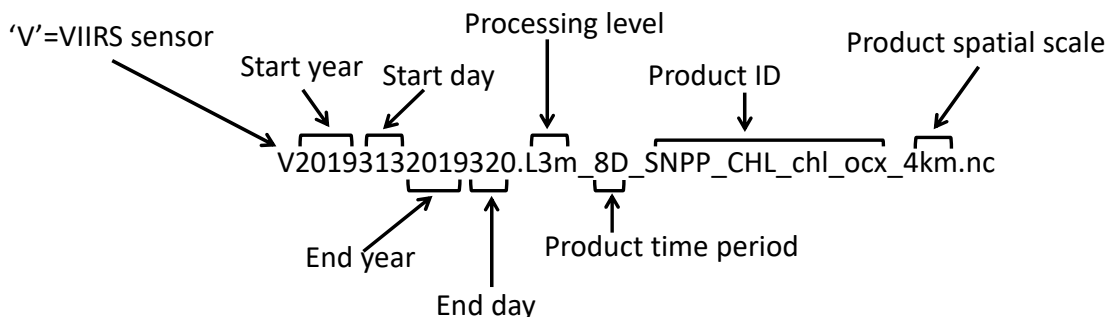 Processing level
‘V’=VIIRS sensor
Product spatial scale
Start year
Start day
Product ID
V20193132019320.L3m_8D_SNPP_CHL_chl_ocx_4km.nc
End year
Product time period
End day